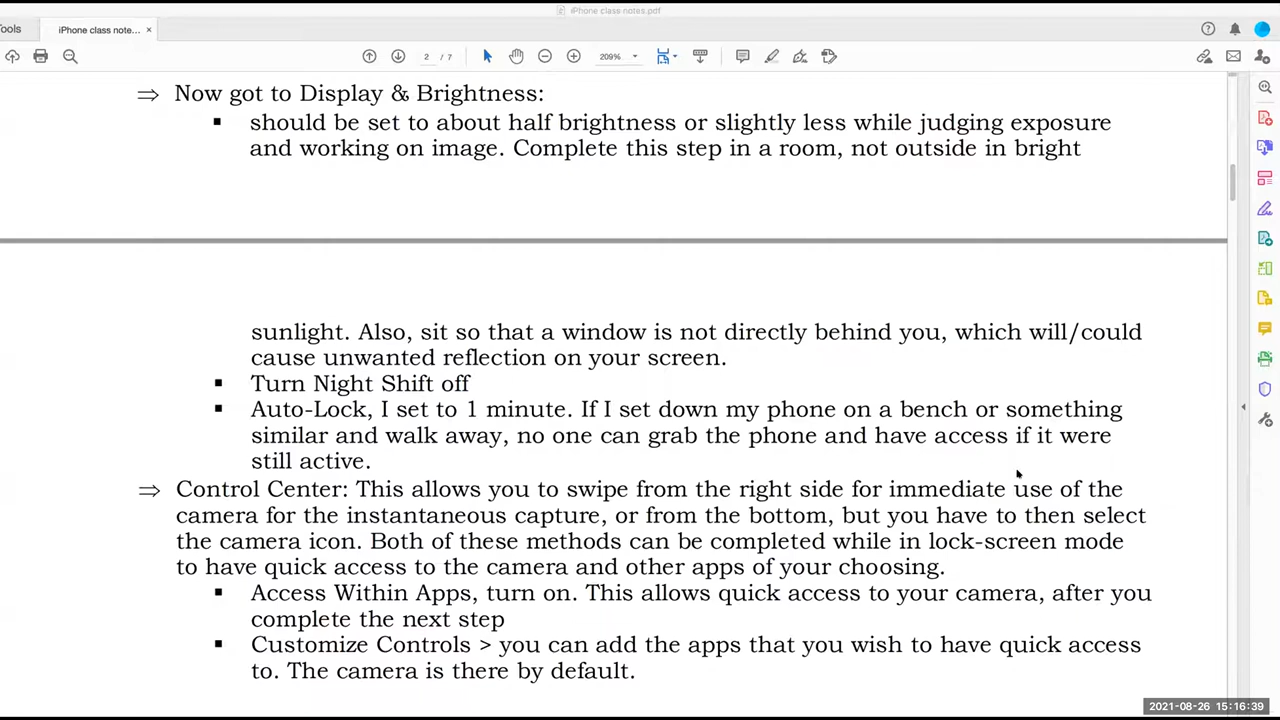 iPhone class notes.pdf
ools
iPhone class note... ×
2 / 7
209%
⇒ Now got to Display & Brightness:
▪ should be set to about half brightness or slightly less while judging exposure
and working on image. Complete this step in a room, not outside in bright
sunlight. Also, sit so that a window is not directly behind you, which will/could
cause unwanted reflection on your screen.
▪ Turn Night Shift off
▪ Auto-Lock, I set to 1 minute. If I set down my phone on a bench or something
similar and walk away, no one can grab the phone and have access if it were
still active.
⇒ Control Center: This allows you to swipe from the right side for immediate use of the
camera for the instantaneous capture, or from the bottom, but you have to then select
the camera icon. Both of these methods can be completed while in lock-screen mode
to have quick access to the camera and other apps of your choosing.
▪ Access Within Apps, turn on. This allows quick access to your camera, after you
complete the next step
▪ Customize Controls > you can add the apps that you wish to have quick access
to. The camera is there by default.
2021-08-26 15:16:39